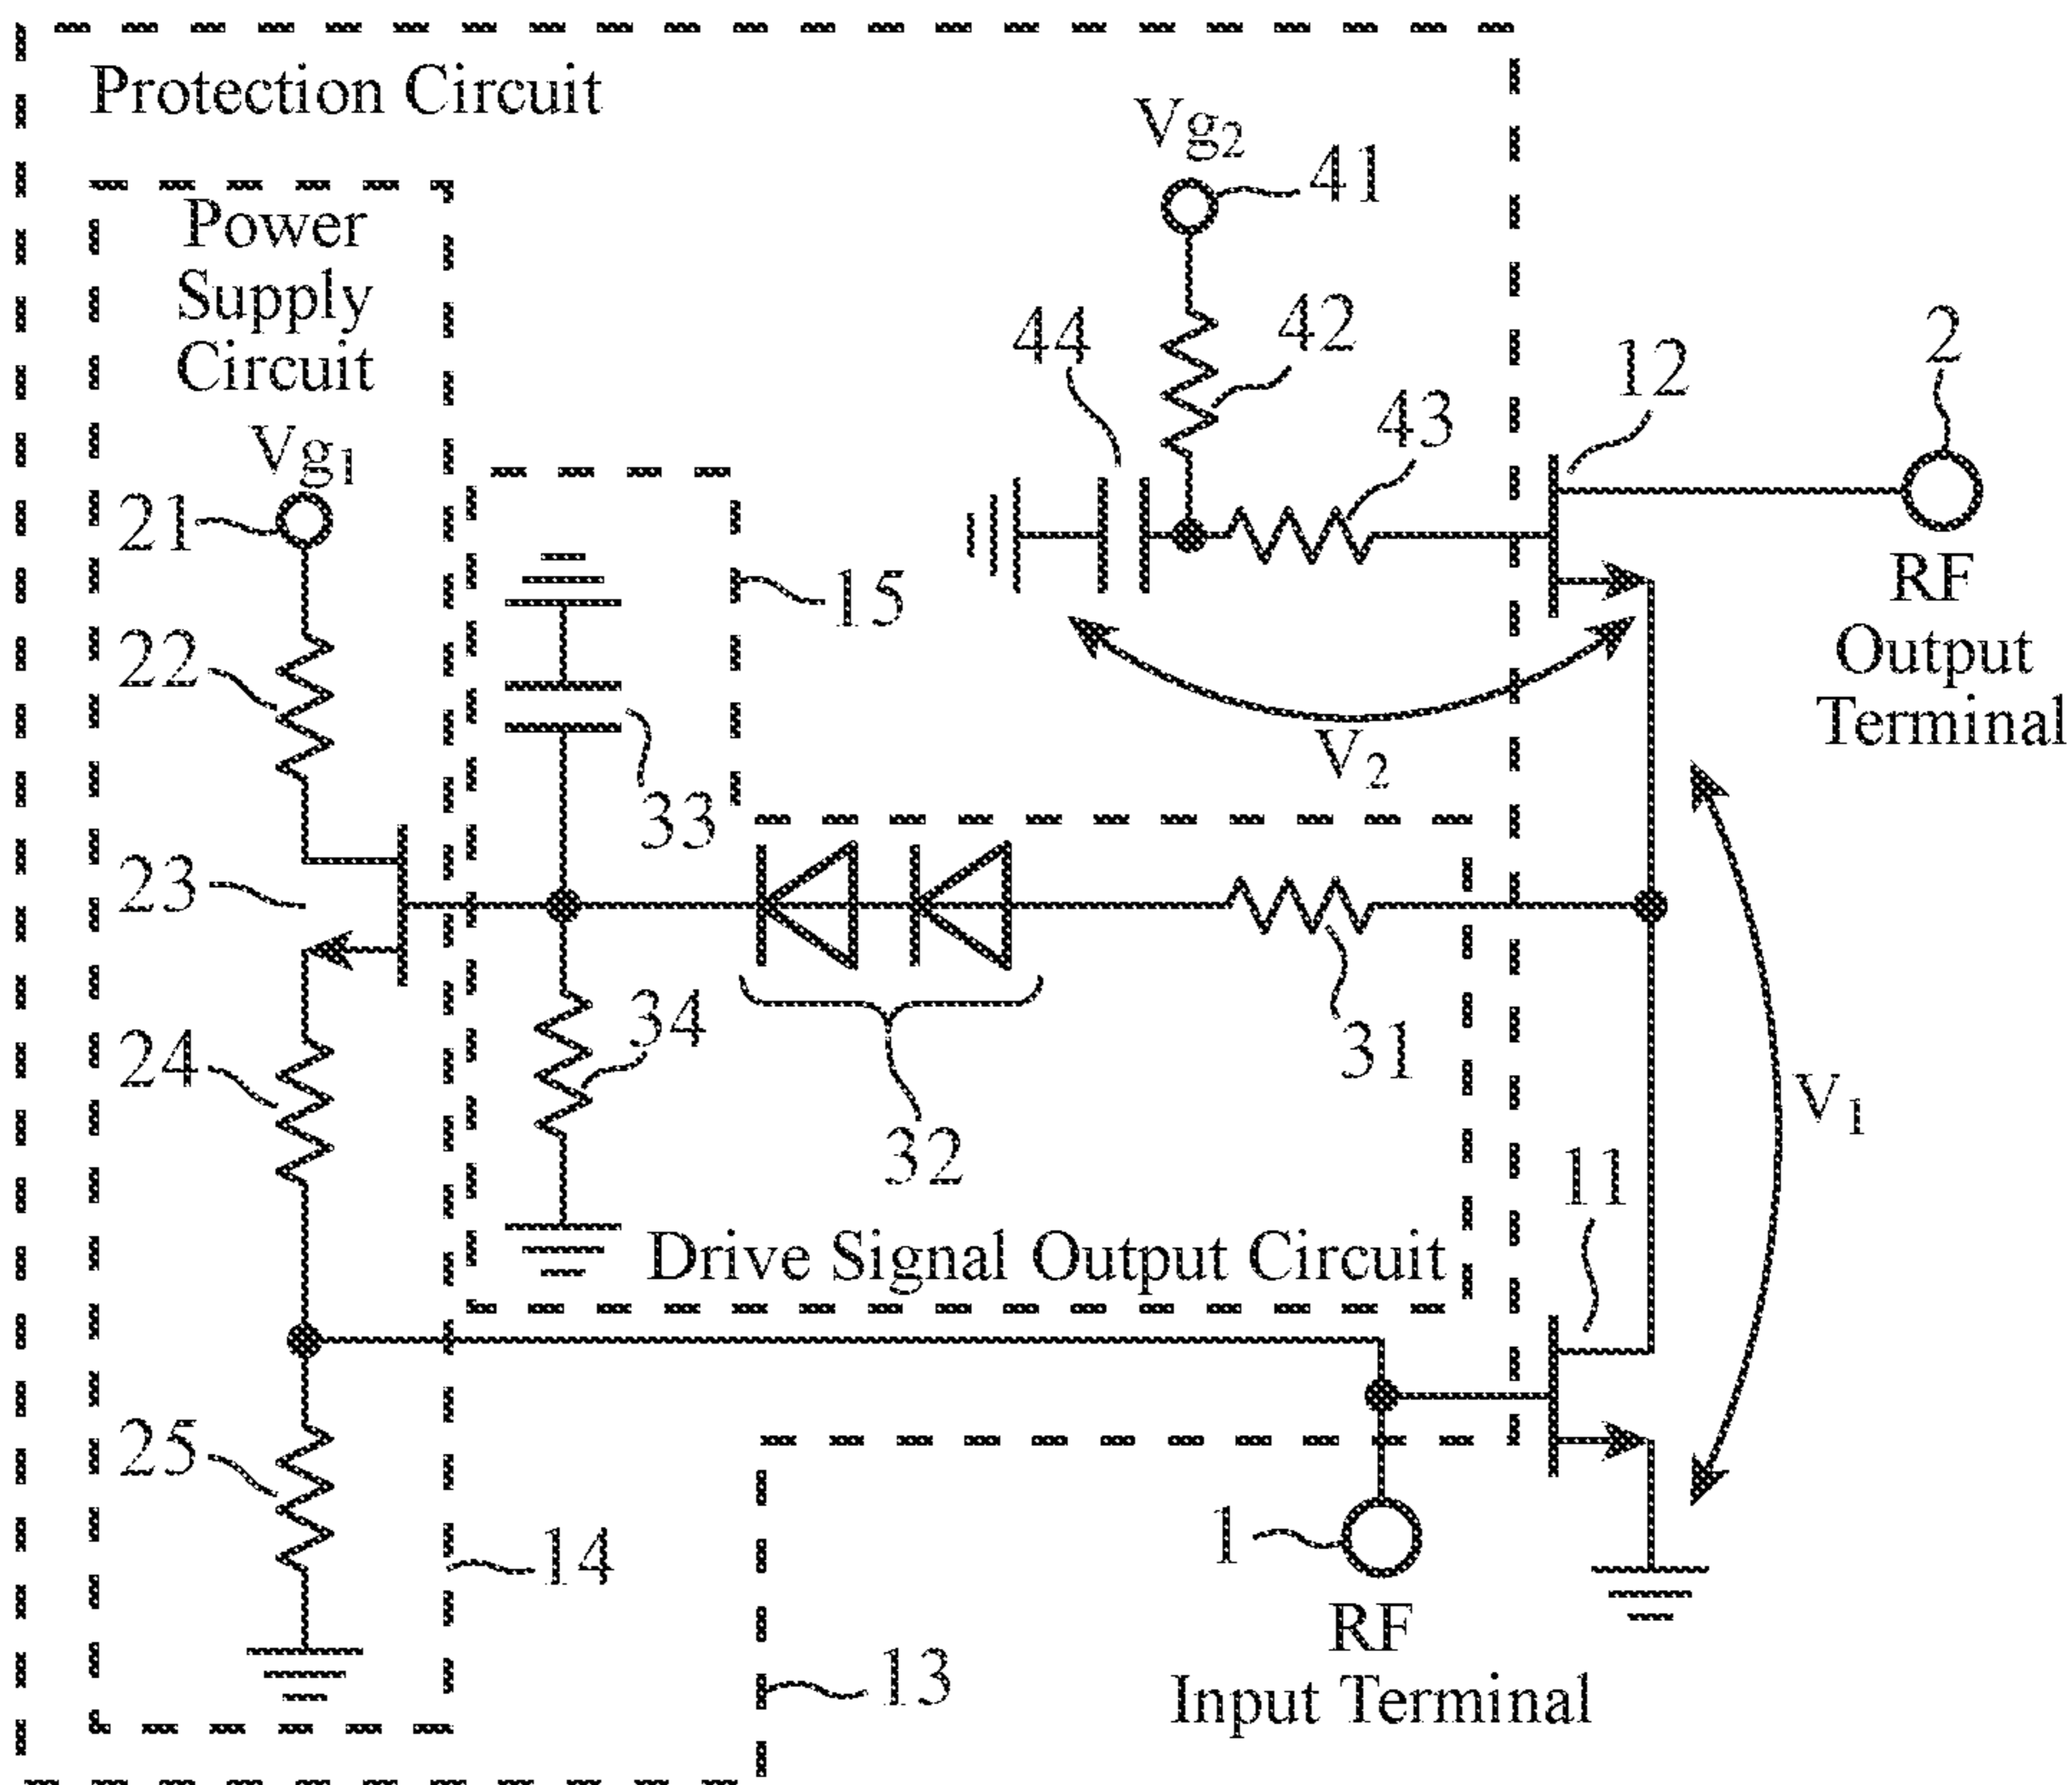 Protection Circuit
Vg2
41
Power
Supply
Circuit
44
42
2
12
43
Vg1
21
15
RF
Output
Terminal
22
V2
33
23
34
24
31
V1
32
11
Drive Signal Output Circuit
25
1
14
RF
13
Input Terminal